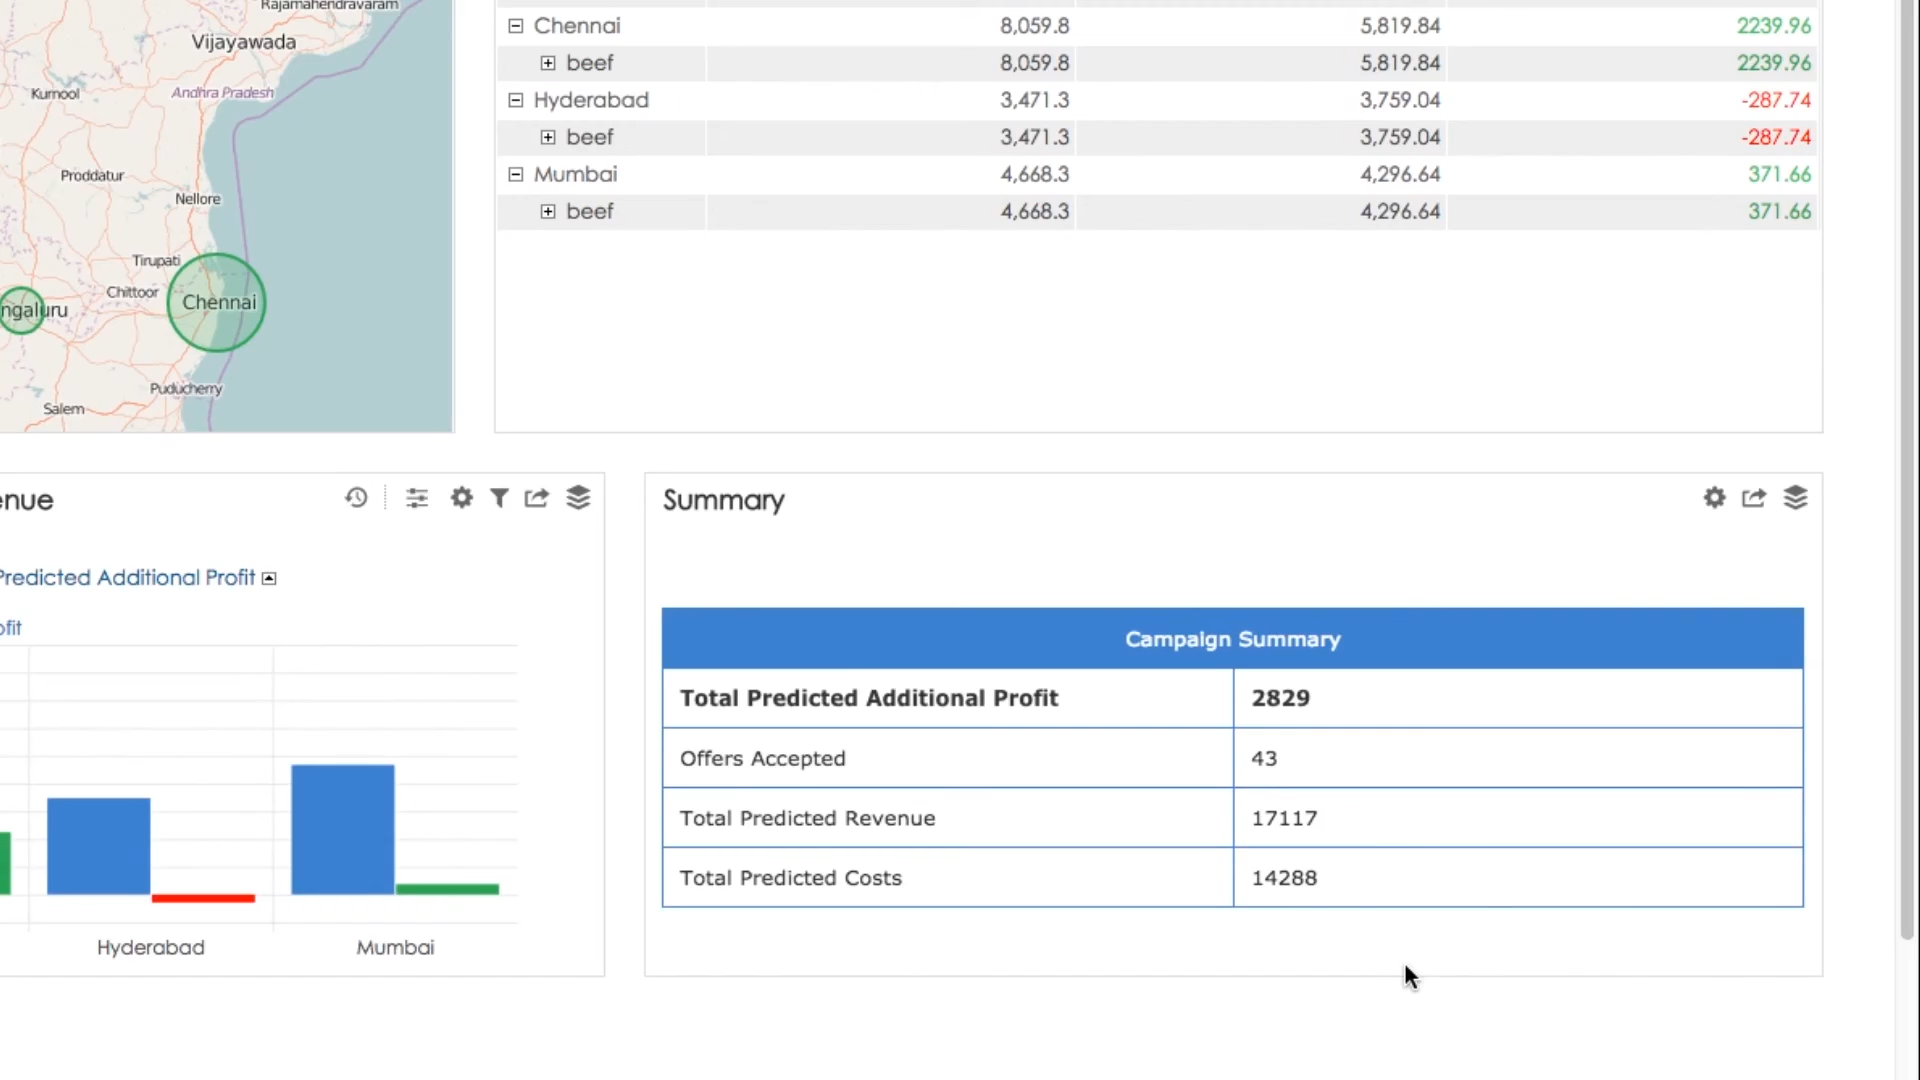 Rajamahendravaram
Vijayawada
Kurnool
Andhra Pradesh
Proddatur
Nellore
Tirupati
Chittoor
Chennai
ngaluru
Puducherry
Salem
Chennai 8,059.8 5,819.84 2239.96
beef 8,059.8 5,819.84 2239.96
Hyderabad 3,471.3 3,759.04 -287.74
beef 3,471.3 3,759.04 -287.74
Mumbai 4,668.3 4,296.64 371.66
beef 4,668.3 4,296.64 371.66
enue
Predicted Additional Profit
ofit
Hyderabad Mumbai
Summary
Campaign Summary
Total Predicted Additional Profit 2829
Offers Accepted 43
Total Predicted Revenue 17117
Total Predicted Costs 14288